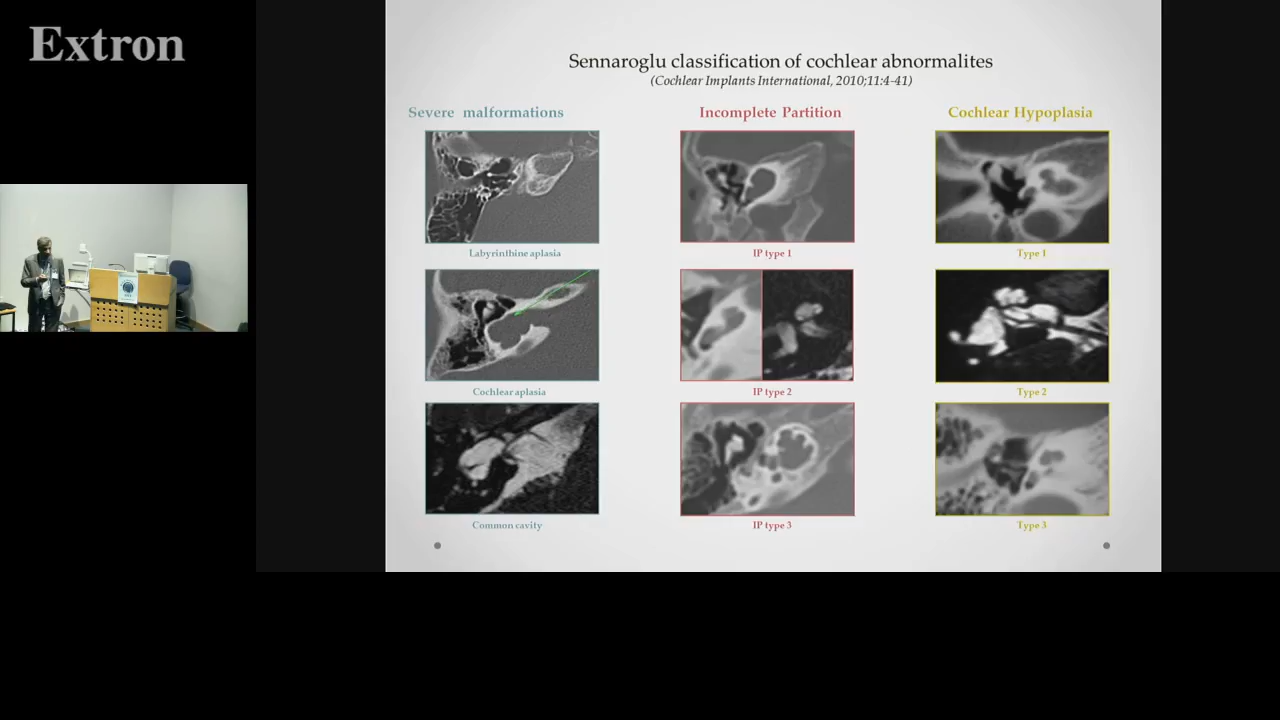 Extron
Sennaroglu classification of cochlear abnormalites
(Cochlear Implants International, 2010;11:4-41)
Severe malformations
Incomplete Partition
Cochlear Hypoplasia
Labyrinthine aplasia
IP type 1
Type 1
Cochlear aplasia
IP type 2
Type 2
Common cavity
IP type 3
Type 3